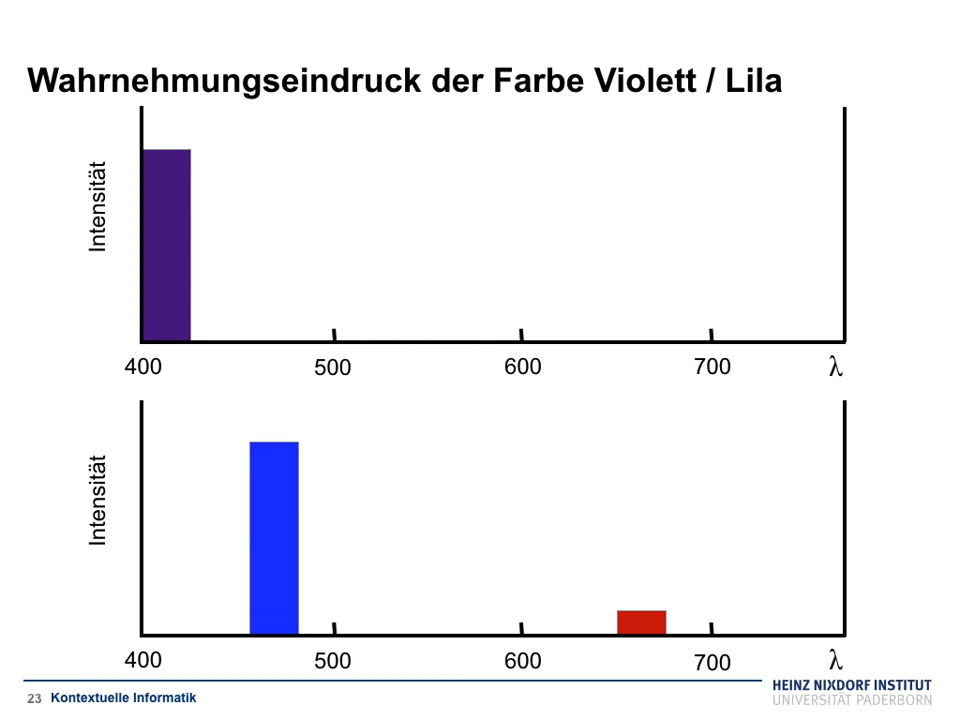 Wahrnehmungseindruck der Farbe Violett / Lila
Intensität
400 500 600 700 λ
Intensität
400 500 600 700 λ
23 Kontextuelle Informatik
HEINZ NIXDORF INSTITUT
UNIVERSITÄT PADERBORN